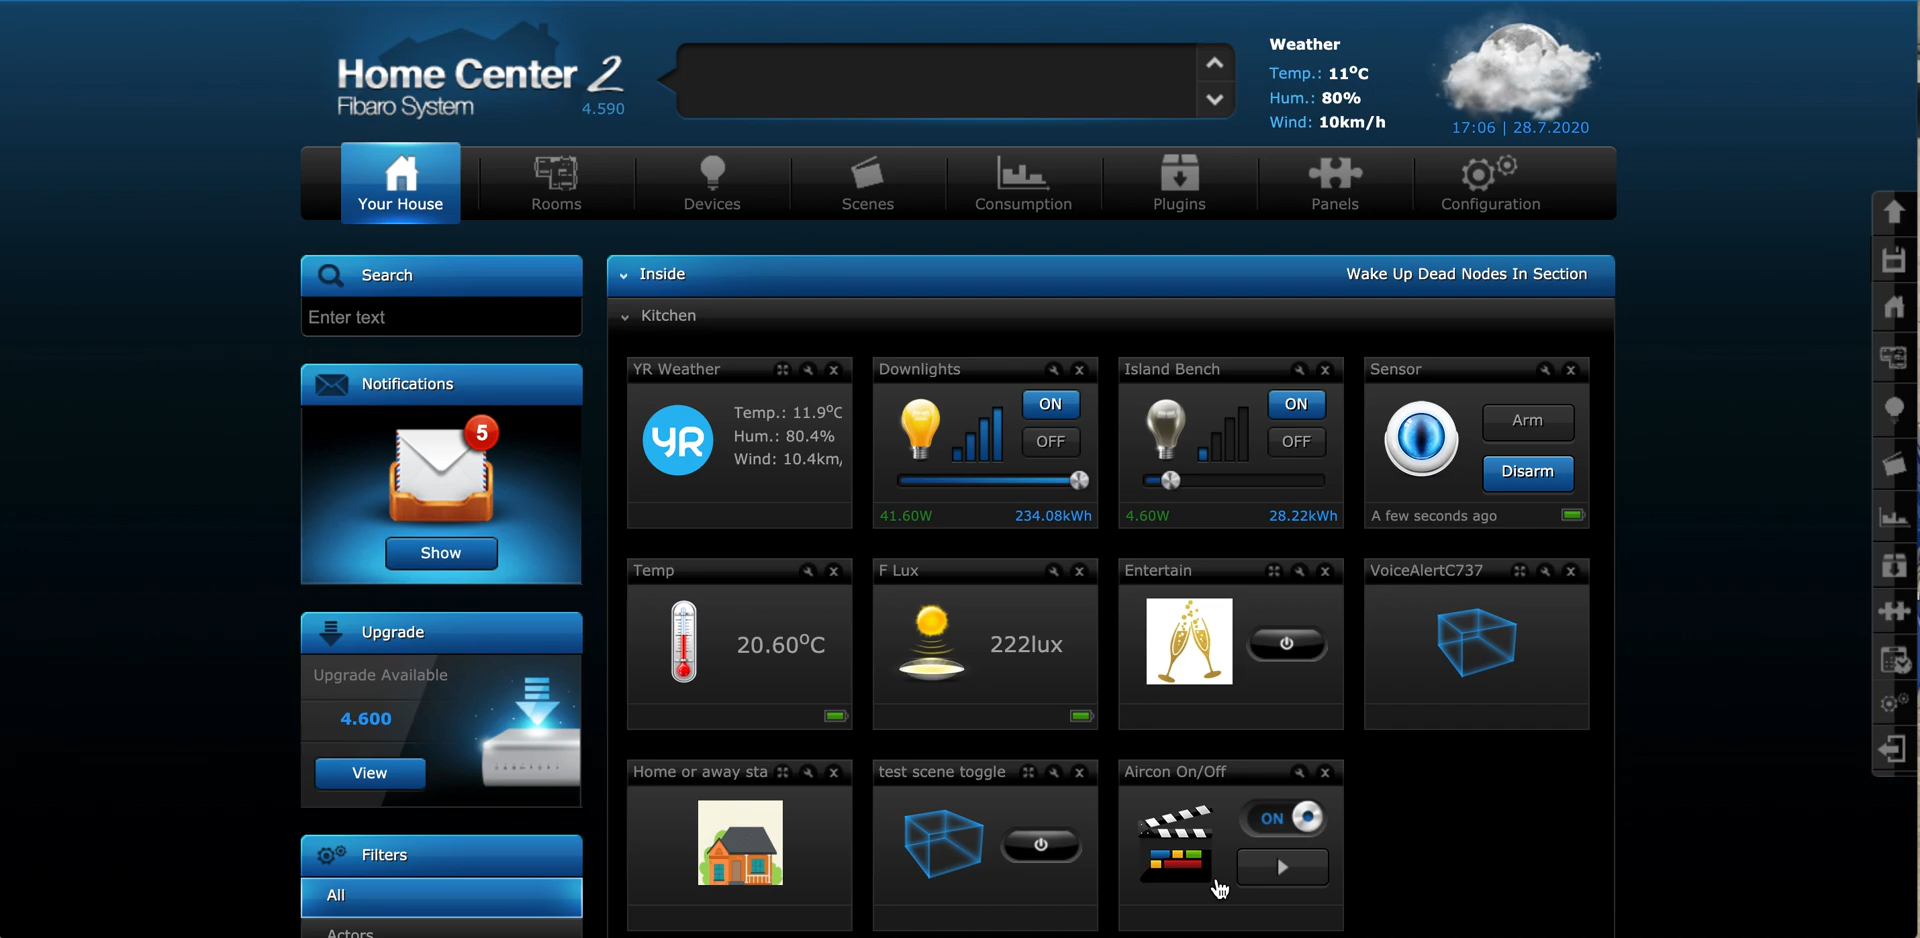 Home Center 2
Fibaro System
4.590
Weather
Temp.: 11°C
Hum.: 80%
Wind: 10km/h
17:06 | 28.7.2020
Your House
Rooms
Devices
Scenes
Consumption
Plugins
Panels
Configuration
Search
Enter text
Notifications
5
Show
Upgrade
Upgrade Available
4.600
View
Filters
All
Actors
Inside
Wake Up Dead Nodes In Section
Kitchen
YR Weather
YR
Temp.: 11.9°C
Hum.: 80.4%
Wind: 10.4km/
Downlights
ON
OFF
41.60W
234.08kWh
Island Bench
ON
OFF
4.60W
28.22kWh
Sensor
Arm
Disarm
A few seconds ago
Temp
20.60°C
F Lux
222lux
Entertain
VoiceAlertC737
Home or away sta
test scene toggle
Aircon On/Off
ON